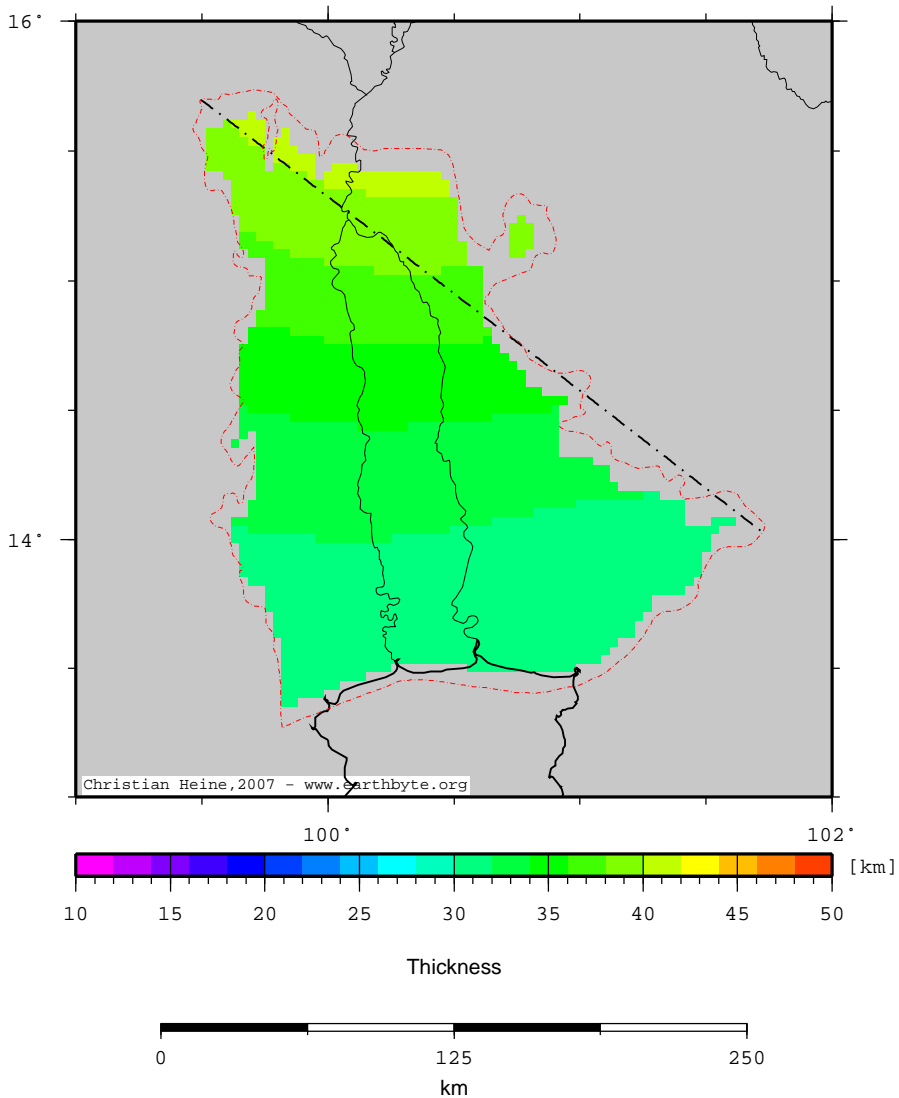 16°
14°
Christian Heine,2007 - www.earthbyte.org
100° 102°
[km]
10 15 20 25 30 35 40 45 50
Thickness
0 125 250
km